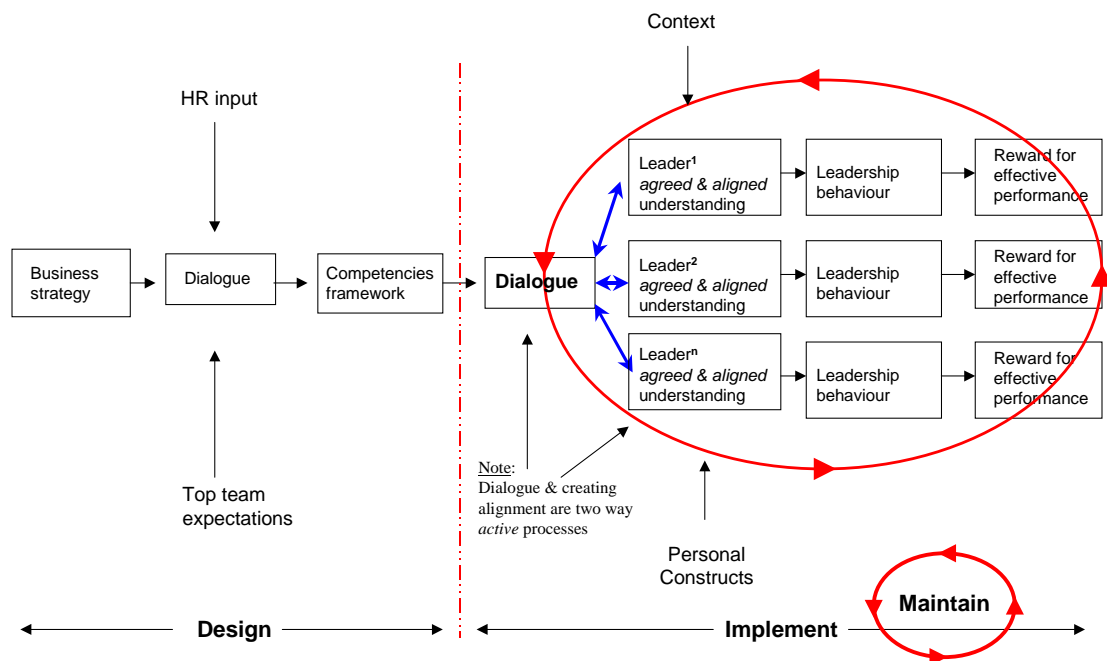 Context
HR input
Leader¹
agreed & aligned
understanding
Leadership
behaviour
Reward for
effective
performance
Business
strategy
Dialogue
Competencies
framework
Dialogue
Leader²
agreed & aligned
understanding
Leadership
behaviour
Reward for
effective
performance
Leaderⁿ
agreed & aligned
understanding
Leadership
behaviour
Reward for
effective
performance
Top team
expectations
Note:
Dialogue & creating
alignment are two way
active processes
Personal
Constructs
Maintain
Design
Implement